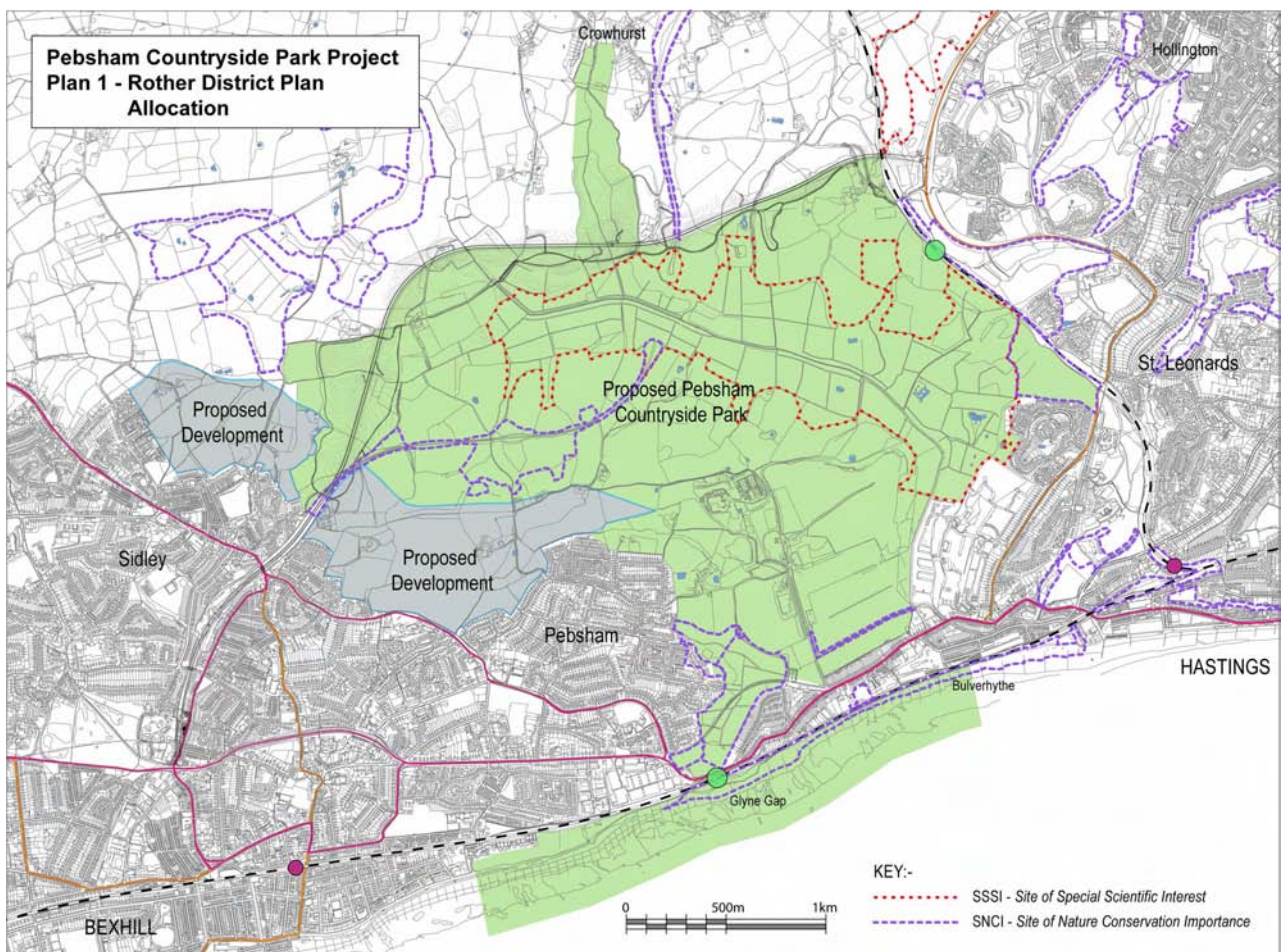 Pebsham Countryside Park Project
Plan 1 - Rother District Plan
Allocation
Crowhurst
Hollington
St. Leonards
Proposed Pebsham
Countryside Park
Proposed
Development
Sidley
Proposed
Development
Pebsham
HASTINGS
Bulverhythe
Glyne Gap
BEXHILL
0 500m 1km
KEY:-
SSSI - Site of Special Scientific Interest
SNCI - Site of Nature Conservation Importance